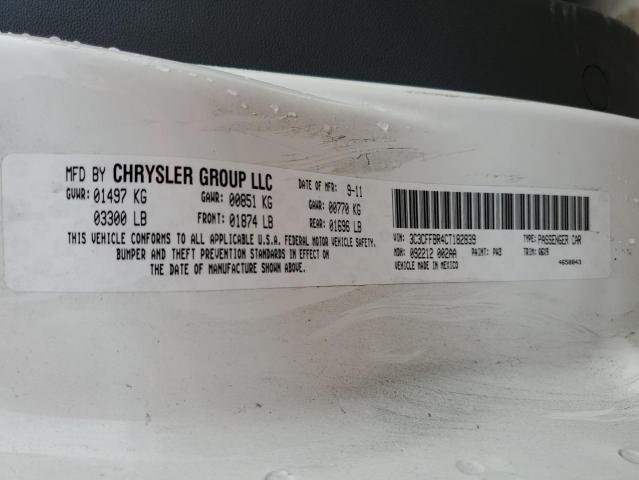 MFD BY CHRYSLER GROUP LLC DATE OF MFR: 9-11
GVWR: 01497 KG GAWR: 00851 KG GAWR: 00770 KG
03300 LB FRONT: 01874 LB REAR: 01696 LB
THIS VEHICLE CONFORMS TO ALL APPLICABLE U.S.A. FEDERAL MOTOR VEHICLE SAFETY,
BUMPER AND THEFT PREVENTION STANDARDS IN EFFECT ON
THE DATE OF MANUFACTURE SHOWN ABOVE.
VIN: 3C3CFFBR4CT182839 TYPE: PASSENGER CAR
MDH: 092212 002AA PAINT: PW3 TRIM:
VEHICLE MADE IN MEXICO 4658043